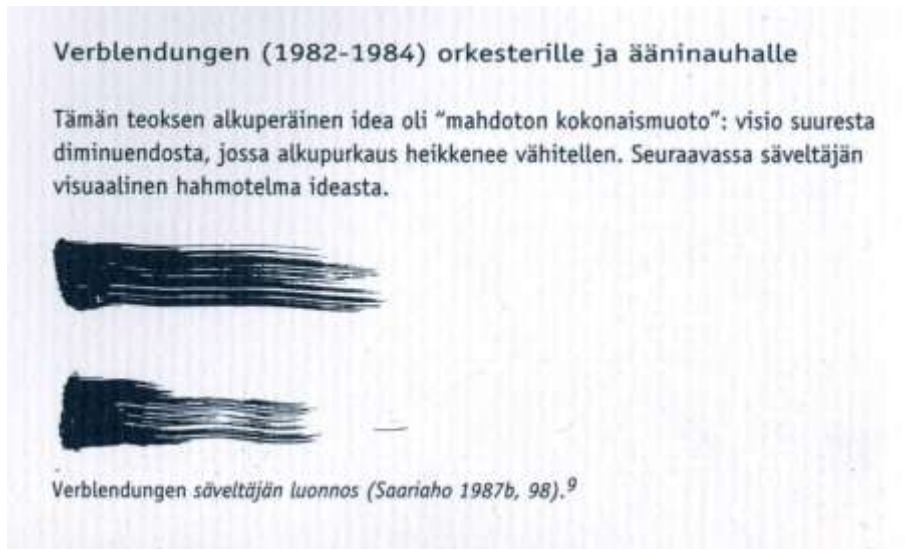 Verblendungen (1982-1984) orkesterille ja ääninauhalle
Tämän teoksen alkuperäinen idea oli ”mahdoton kokonaismuoto”: visio suuresta
diminuendosta, jossa alkupurkaus heikkenee vähitellen. Seuraavassa säveltäjän
visuaalinen hahmotelma ideasta.
Verblendungen säveltäjän luonnos (Saariaho 1987b, 98).9